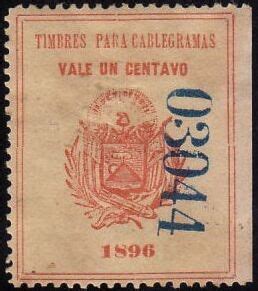 TIMBRES PARA CABLEGRAMAS
VALE UN CENTAVO
03044
1896